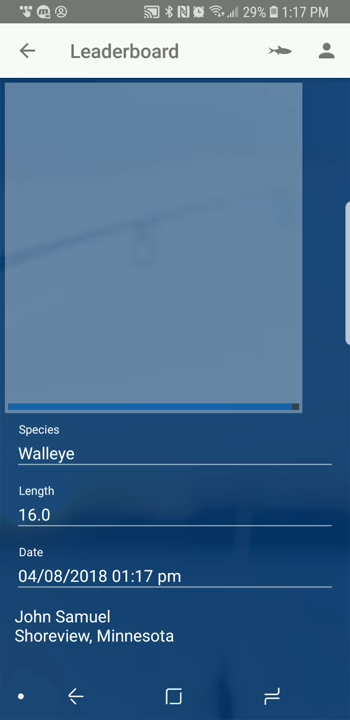 29% 1:17 PM
Leaderboard
Species
Walleye
Length
16.0
Date
04/08/2018 01:17 pm
John Samuel
Shoreview, Minnesota